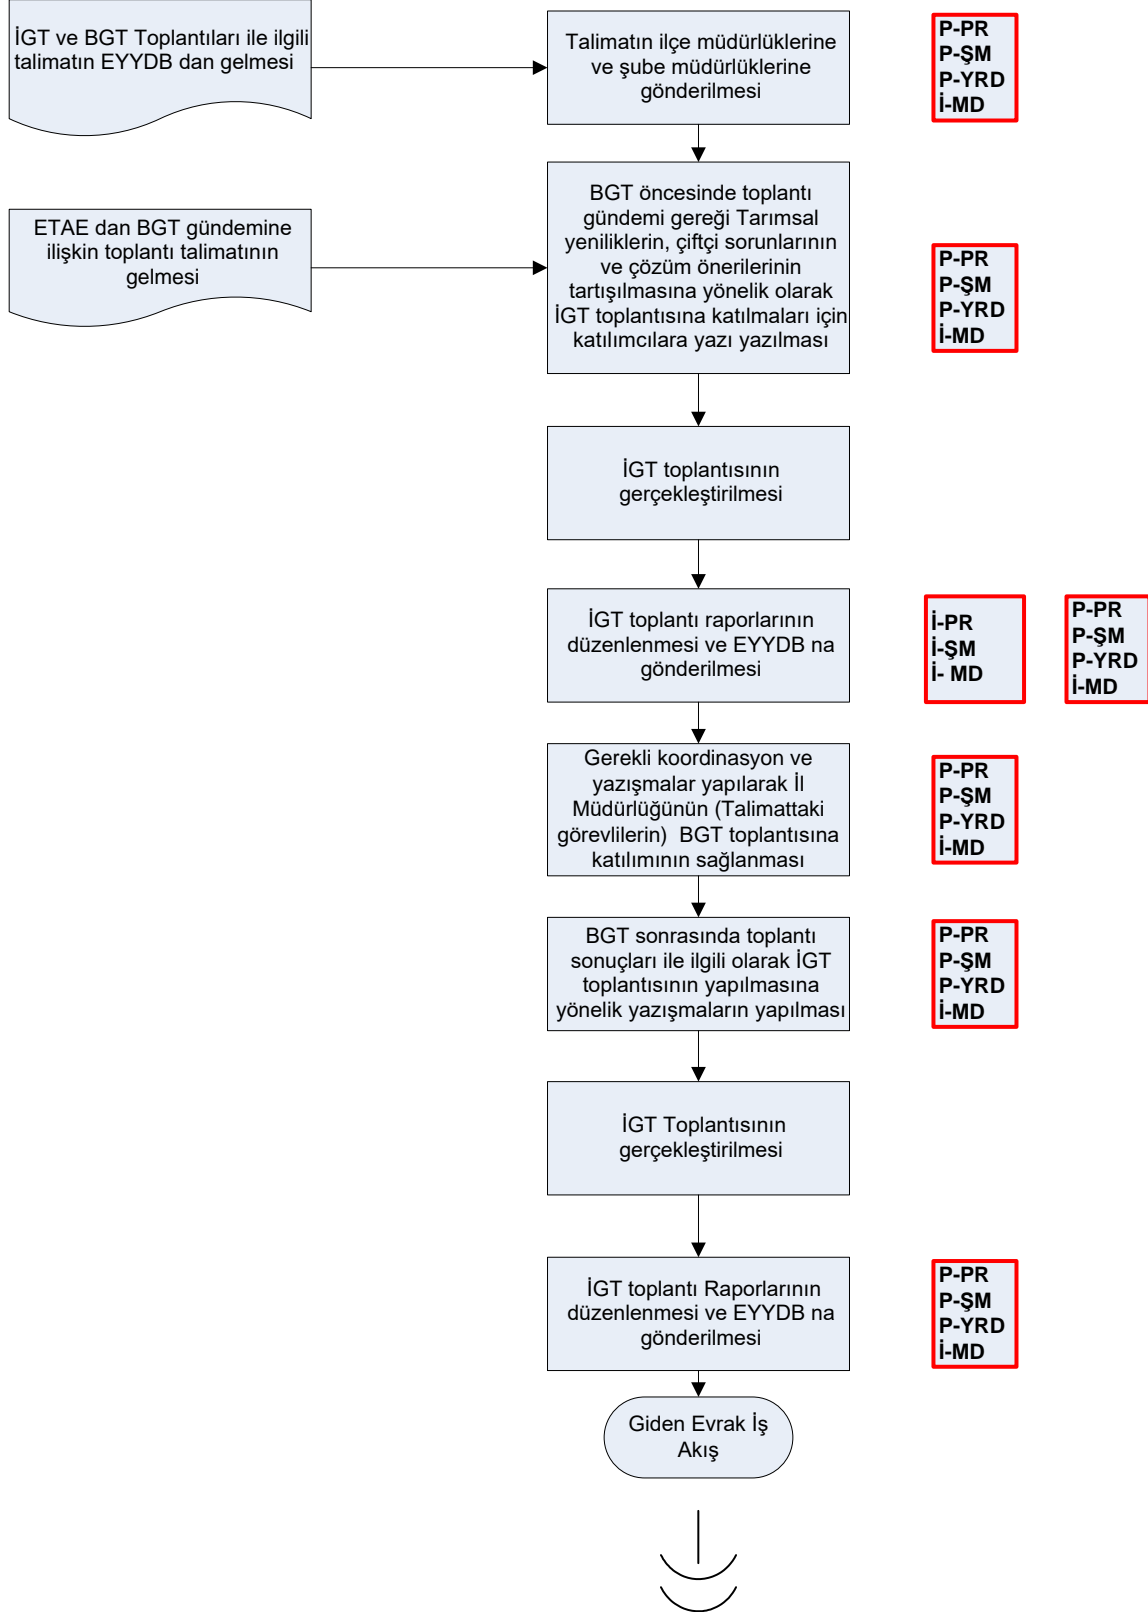 İGT ve BGT Toplantıları ile ilgili
talimatın EYYDB dan gelmesi
Talimatın ilçe müdürlüklerine
ve şube müdürlüklerine
gönderilmesi
P-PR
P-ŞM
P-YRD
İ-MD
ETAE dan BGT gündemine
ilişkin toplantı talimatının
gelmesi
BGT öncesinde toplantı
gündemi gereği Tarımsal
yeniliklerin, çiftçi sorunlarının
ve çözüm önerilerinin
tartışılmasına yönelik olarak
İGT toplantısına katılmaları için
katılımcılara yazı yazılması
P-PR
P-ŞM
P-YRD
İ-MD
İGT toplantısının
gerçekleştirilmesi
İGT toplantı raporlarının
düzenlenmesi ve EYYDB na
gönderilmesi
İ-PR
İ-ŞM
İ- MD
P-PR
P-ŞM
P-YRD
İ-MD
Gerekli koordinasyon ve
yazışmalar yapılarak İl
Müdürlüğünün (Talimattaki
görevlilerin)  BGT toplantısına
katılımının sağlanması
P-PR
P-ŞM
P-YRD
İ-MD
BGT sonrasında toplantı
sonuçları ile ilgili olarak İGT
toplantısının yapılmasına
yönelik yazışmaların yapılması
P-PR
P-ŞM
P-YRD
İ-MD
İGT Toplantısının
gerçekleştirilmesi
İGT toplantı Raporlarının
düzenlenmesi ve EYYDB na
gönderilmesi
P-PR
P-ŞM
P-YRD
İ-MD
Giden Evrak İş
Akış